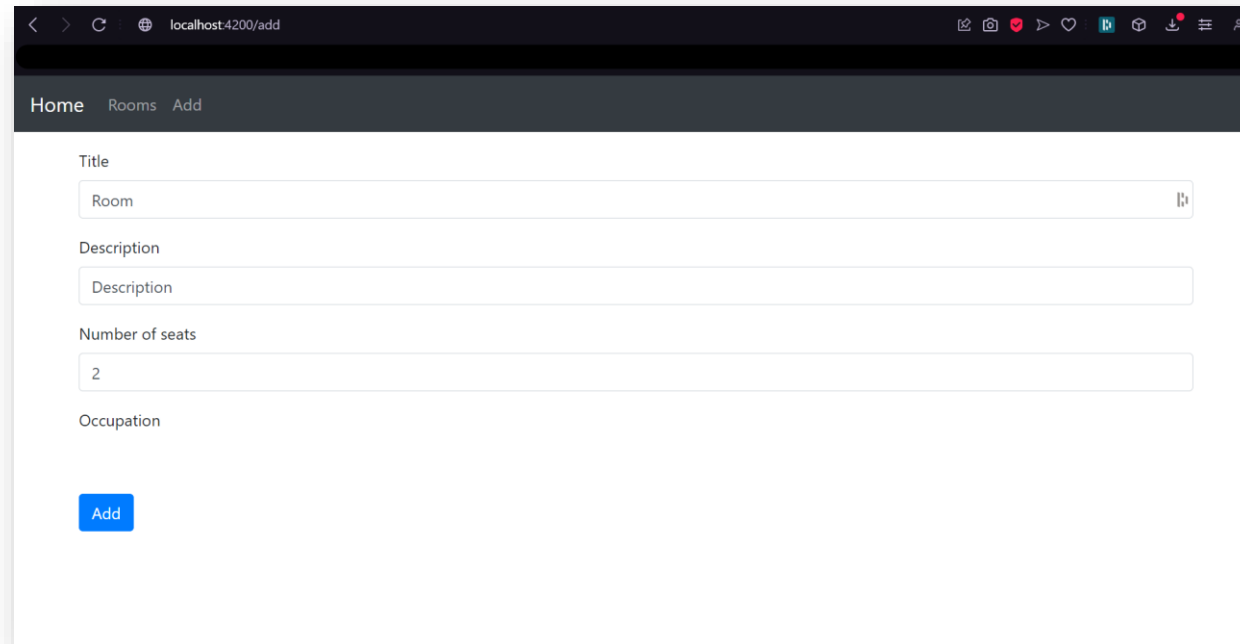 localhost:4200/add
Home Rooms Add
Title
Room
Description
Description
Number of seats
2
Occupation
Add